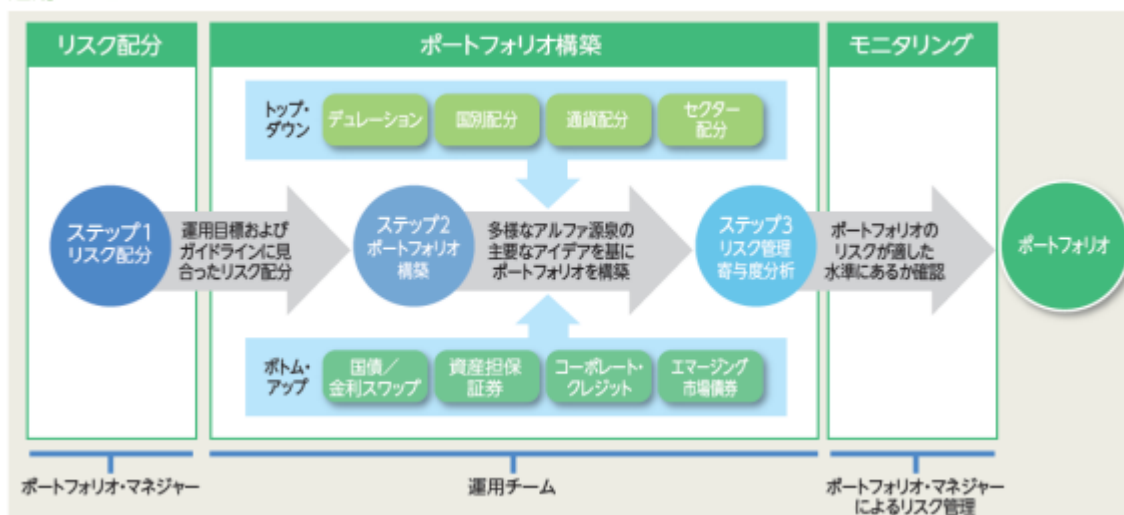 リスク配分
ポートフォリオ構築
モニタリング
トップ・
ダウン
デュレーション
国別配分
通貨配分
セクター
配分
ステップ1
リスク配分
運用目標および
ガイドラインに見
合ったリスク配分
ステップ2
ポートフォリオ
構築
多様なアルファ源泉の
主要なアイデアを基に
ポートフォリオを構築
ステップ3
リスク管理
寄与度分析
ポートフォリオの
リスクが適した
水準にあるか確認
ポートフォリオ
ボトム・
アップ
国債/
金利スワップ
資産担保
証券
コーポレート・
クレジット
エマージング
市場債券
ポートフォリオ・マネジャー
運用チーム
ポートフォリオ・マネジャー
によるリスク管理